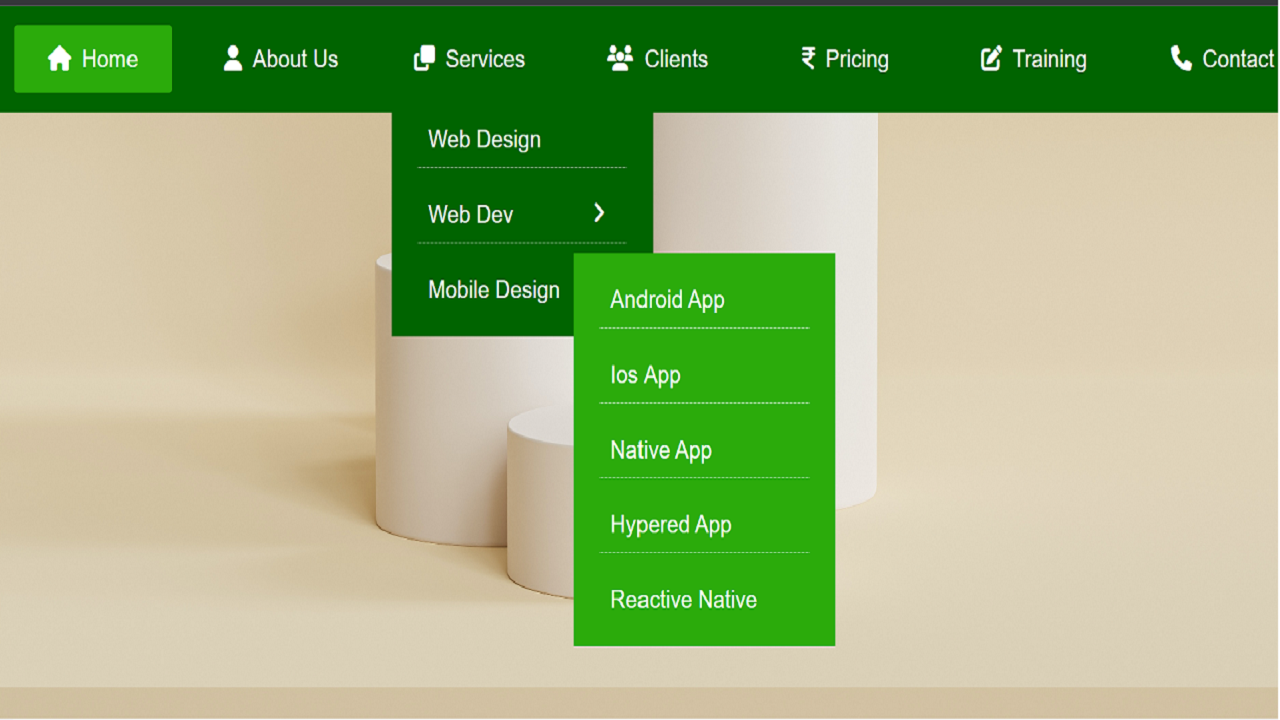 Home About Us Services Clients Pricing Training Contact
Web Design
Web Dev
Mobile Design
Android App
Ios App
Native App
Hypered App
Reactive Native